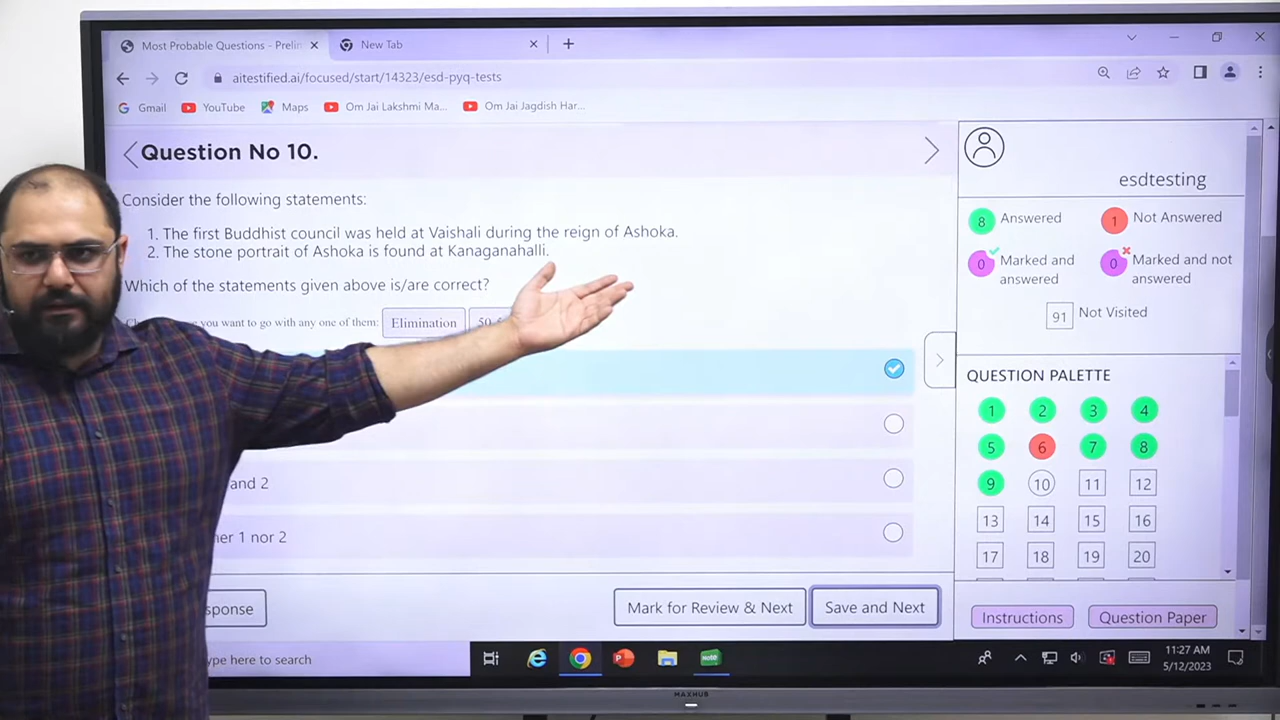 Most Probable Questions - Prelin
New Tab
aitestified.ai/focused/start/14323/esd-pyq-tests
Gmail YouTube Maps Om Jai Lakshmi Ma... Om Jai Jagdish Har...
Question No 10.
Consider the following statements:
1. The first Buddhist council was held at Vaishali during the reign of Ashoka.
2. The stone portrait of Ashoka is found at Kanaganahalli.
Which of the statements given above is/are correct?
you want to go with any one of them: Elimination
and 2
er 1 nor 2
sponse
Mark for Review & Next
Save and Next
esdtesting
8 Answered
1 Not Answered
0 Marked and answered
0 Marked and not answered
91 Not Visited
QUESTION PALETTE
1 2 3 4
5 6 7 8
9 10 11 12
13 14 15 16
17 18 19 20
Instructions
Question Paper
ype here to search
11:27 AM
5/12/2023
MAXHUB